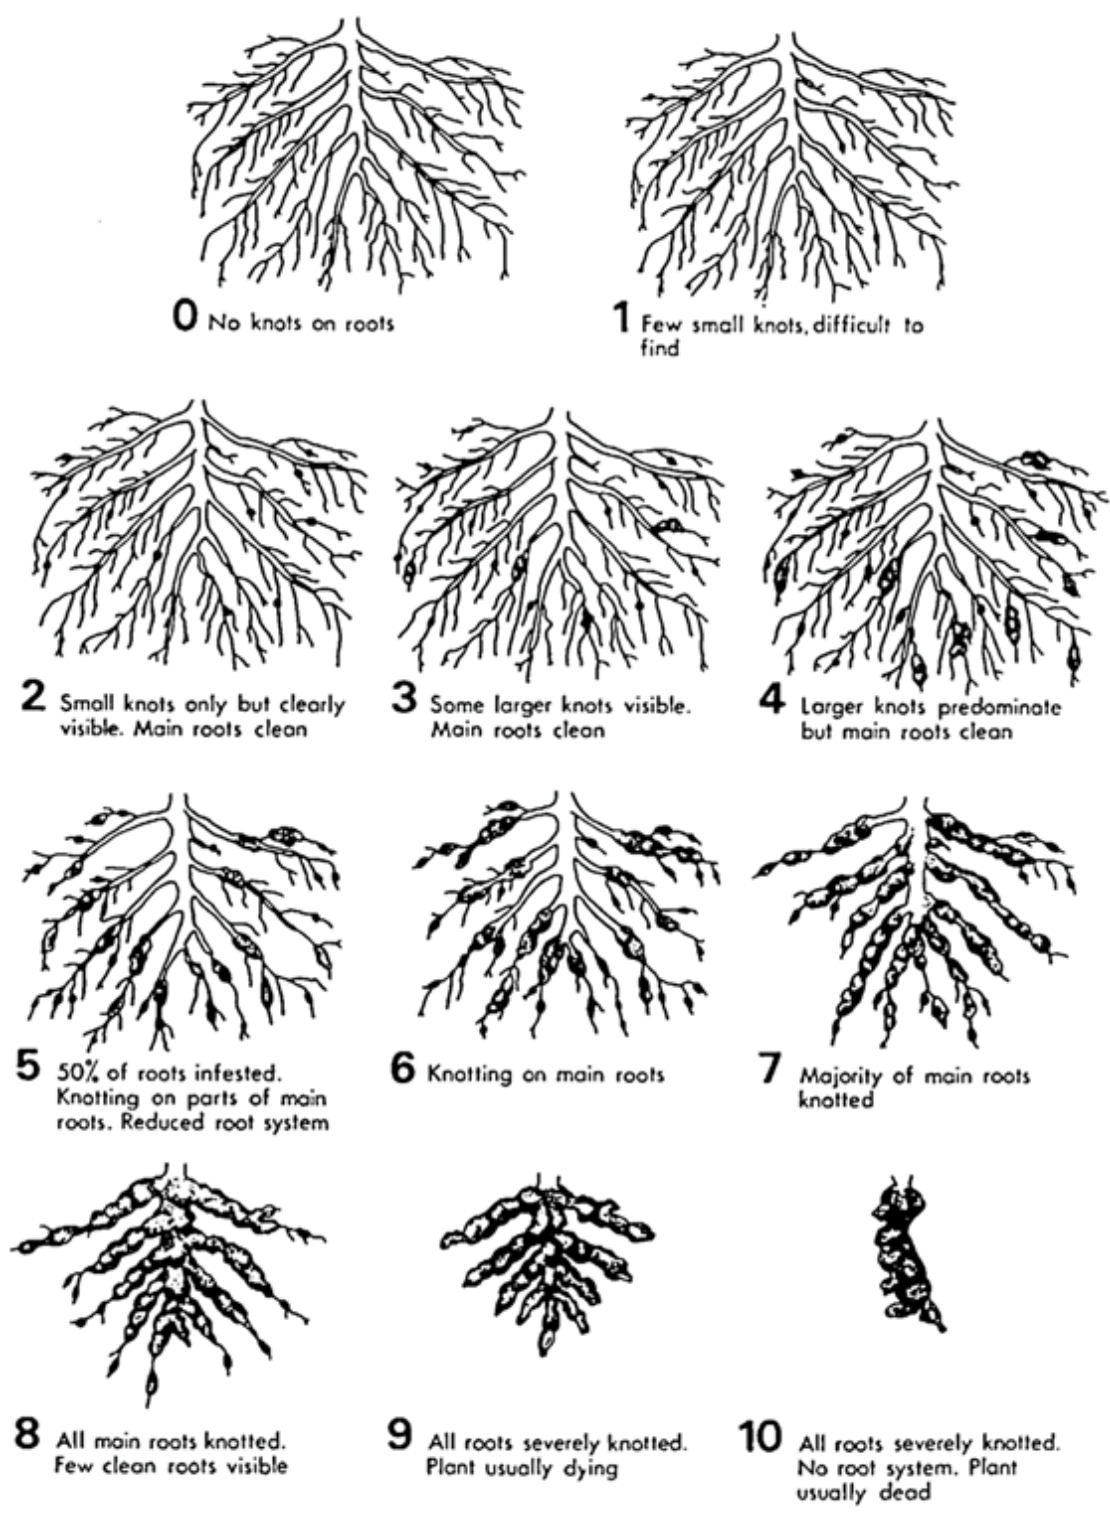 0 No knots on roots
1 Few small knots, difficult to
find
2 Small knots only but clearly
visible. Main roots clean
3 Some larger knots visible.
Main roots clean
4 Larger knots predominate
but main roots clean
5 50% of roots infested.
Knotting on parts of main
roots. Reduced root system
6 Knotting on main roots
7 Majority of main roots
knotted
8 All main roots knotted.
Few clean roots visible
9 All roots severely knotted.
Plant usually dying
10 All roots severely knotted.
No root system. Plant
usually dead